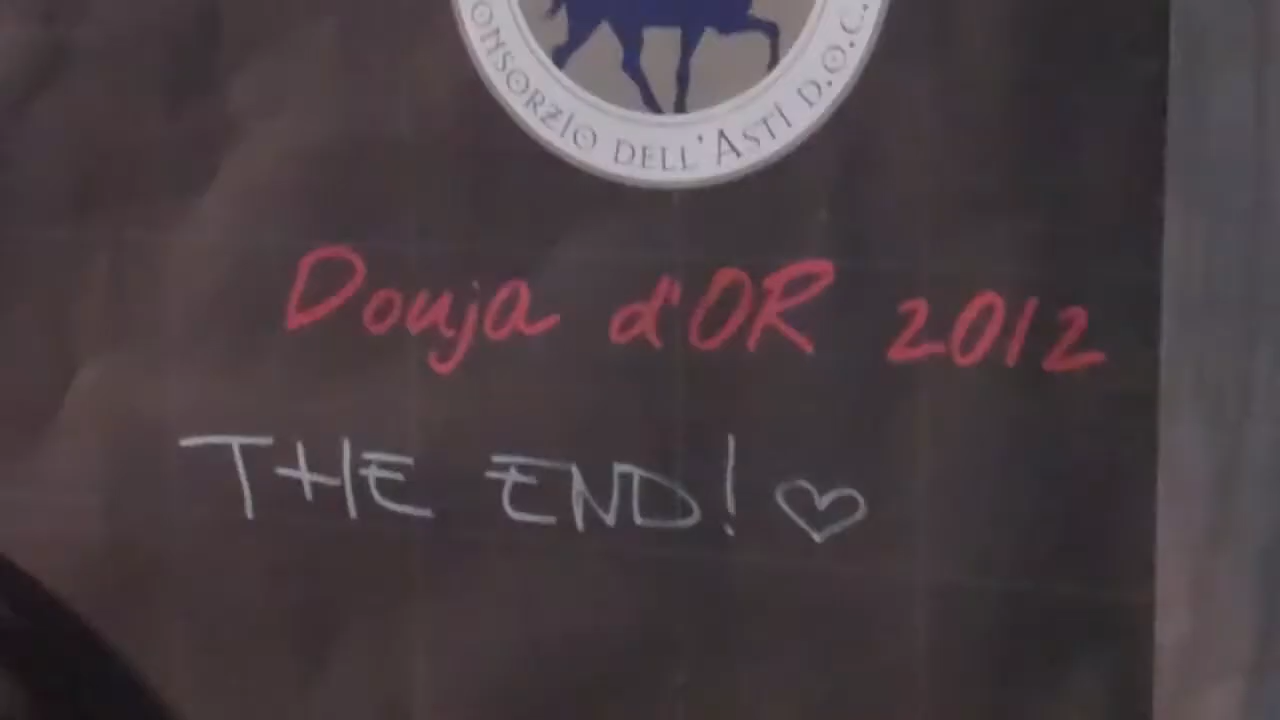 ONSORZIO DELL'ASTI D.O.C.
Douja d'OR 2012
THE END! ♡